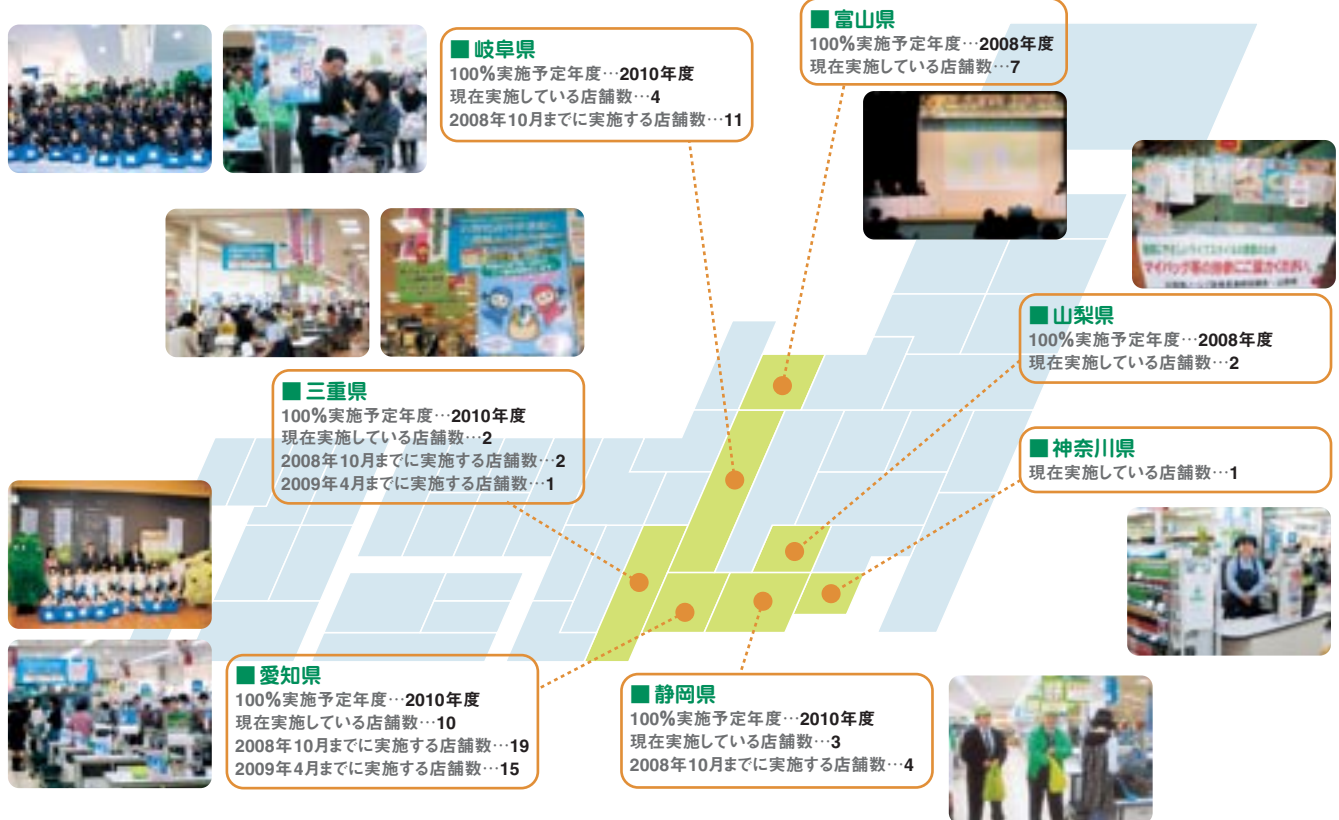 ■ 岐阜県
100%実施予定年度…2010年度
現在実施している店舗数…4
2008年10月までに実施する店舗数…11
■ 富山県
100%実施予定年度…2008年度
現在実施している店舗数…7
マイバッグ等の持参にご協力ください。
■ 山梨県
100%実施予定年度…2008年度
現在実施している店舗数…2
■ 三重県
100%実施予定年度…2010年度
現在実施している店舗数…2
2008年10月までに実施する店舗数…2
2009年4月までに実施する店舗数…1
■ 神奈川県
現在実施している店舗数…1
■ 愛知県
100%実施予定年度…2010年度
現在実施している店舗数…10
2008年10月までに実施する店舗数…19
2009年4月までに実施する店舗数…15
■ 静岡県
100%実施予定年度…2010年度
現在実施している店舗数…3
2008年10月までに実施する店舗数…4